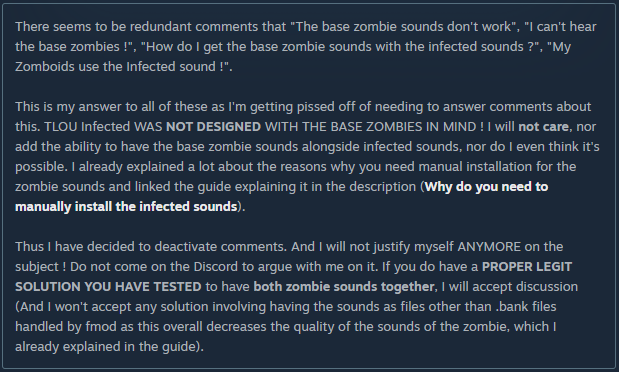 There seems to be redundant comments that "The base zombie sounds don't work", "I can't hear
the base zombies !", "How do I get the base zombie sounds with the infected sounds ?", "My
Zomboids use the Infected sound !".
This is my answer to all of these as I'm getting pissed off of needing to answer comments about
this. TLOU Infected WAS NOT DESIGNED WITH THE BASE ZOMBIES IN MIND ! I will not care, nor
add the ability to have the base zombie sounds alongside infected sounds, nor do I even think it's
possible. I already explained a lot about the reasons why you need manual installation for the
zombie sounds and linked the guide explaining it in the description (Why do you need to
manually install the infected sounds).
Thus I have decided to deactivate comments. And I will not justify myself ANYMORE on the
subject ! Do not come on the Discord to argue with me on it. If you do have a PROPER LEGIT
SOLUTION YOU HAVE TESTED to have both zombie sounds together, I will accept discussion
(And I won't accept any solution involving having the sounds as files other than .bank files
handled by fmod as this overall decreases the quality of the sounds of the zombie, which I
already explained in the guide).